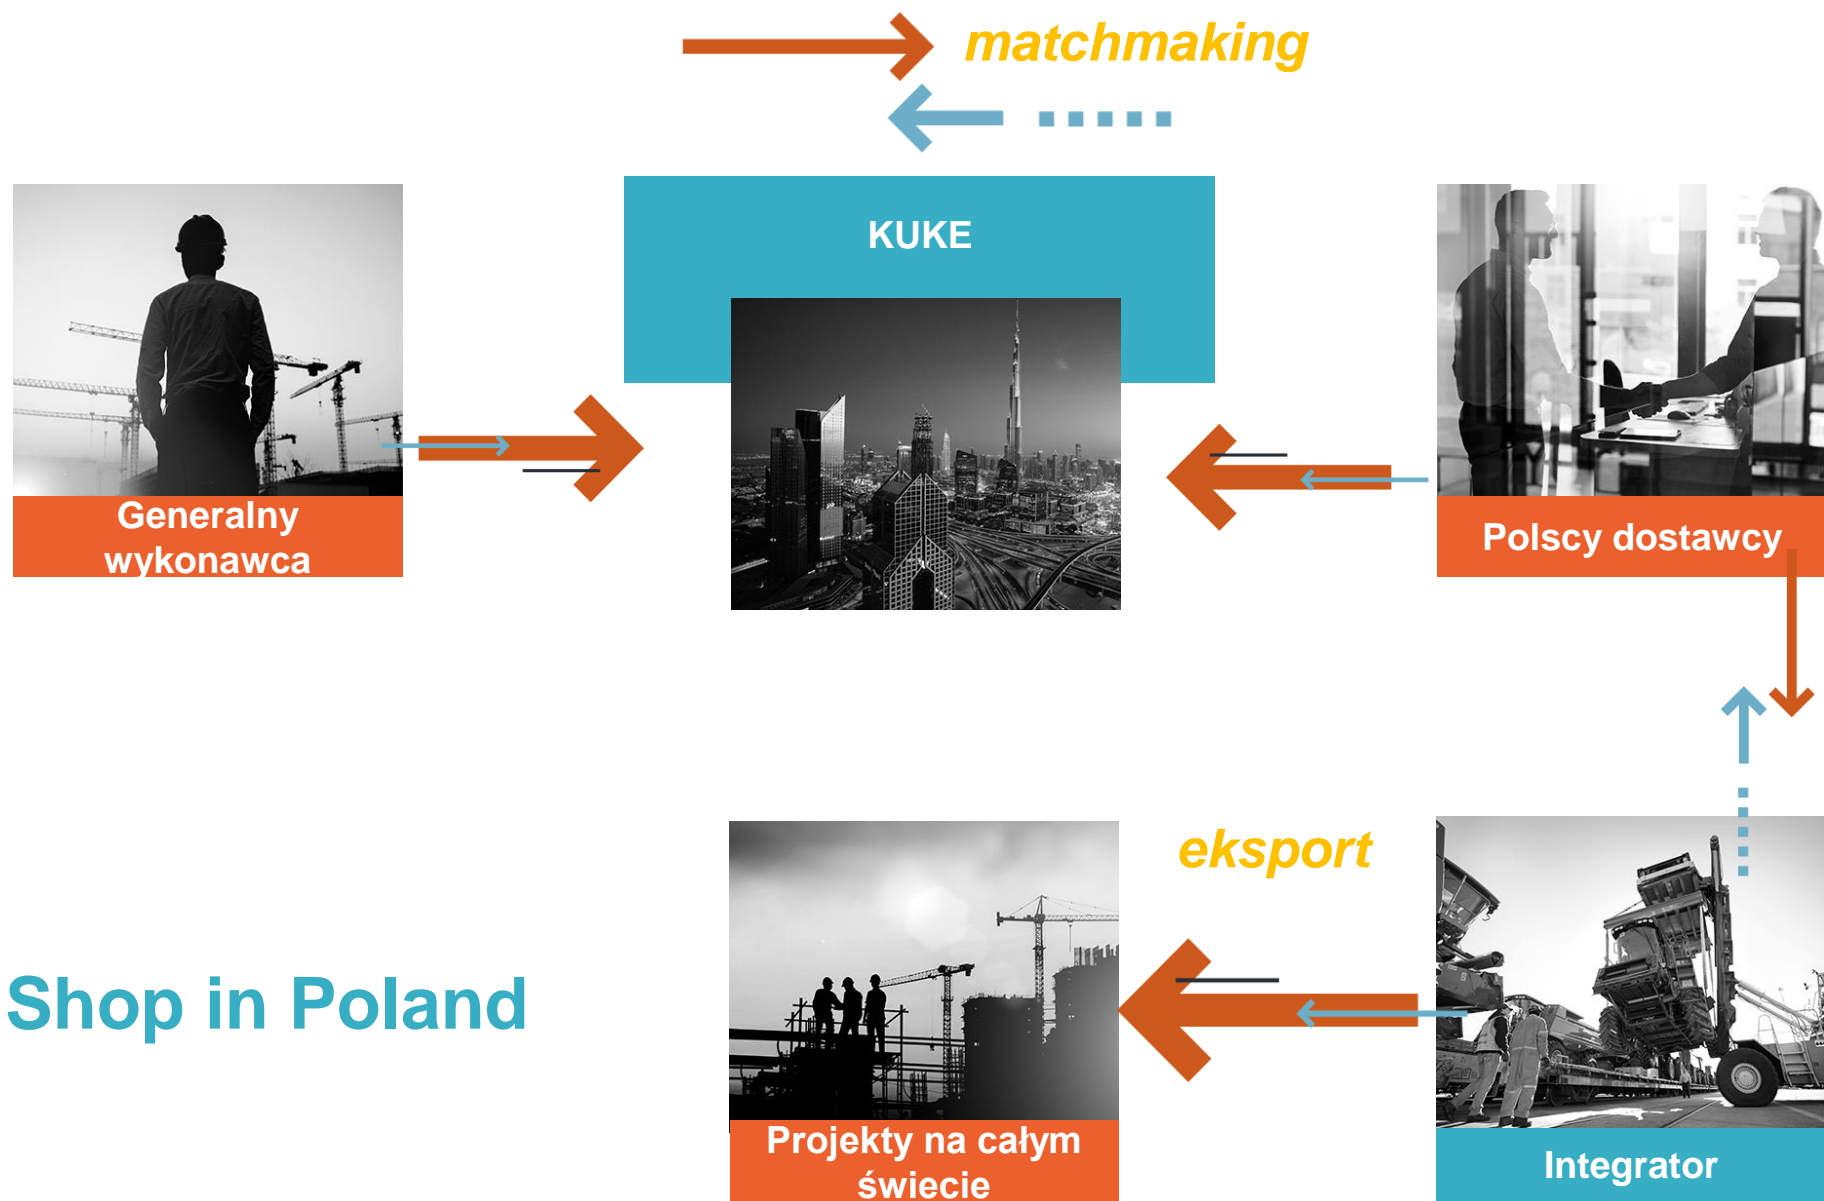 matchmaking
KUKE
Generalny
wykonawca
Polscy dostawcy
eksport
Shop in Poland
Projekty na całym
świecie
Integrator